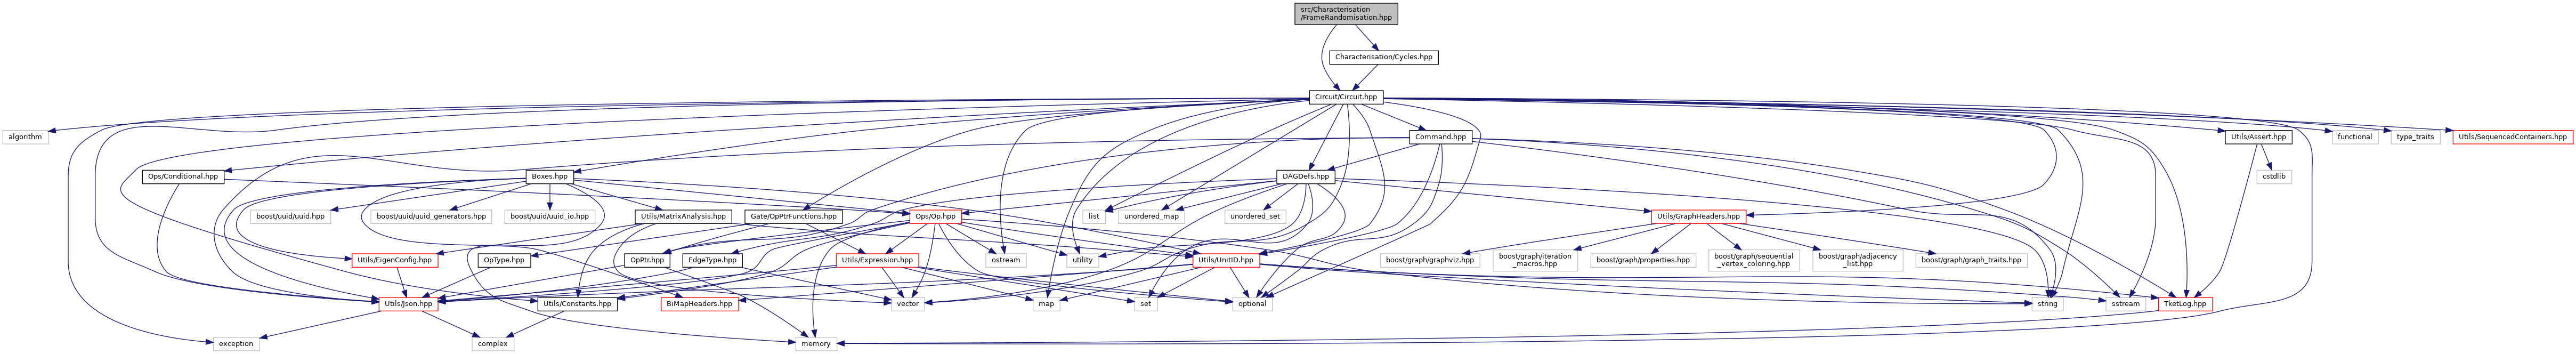 src/Characterisation
/FrameRandomisation.hpp
Characterisation/Cycles.hpp
Circuit/Circuit.hpp
algorithm
Command.hpp
Utils/Assert.hpp
functional
type_traits
Utils/SequencedContainers.hpp
Ops/Conditional.hpp
Boxes.hpp
DAGDefs.hpp
cstdlib
boost/uuid/uuid.hpp
boost/uuid/uuid_generators.hpp
boost/uuid/uuid_io.hpp
Utils/MatrixAnalysis.hpp
Gate/OpPtrFunctions.hpp
Ops/Op.hpp
list
unordered_map
unordered_set
Utils/GraphHeaders.hpp
Utils/EigenConfig.hpp
OpType.hpp
OpPtr.hpp
EdgeType.hpp
Utils/Expression.hpp
ostream
utility
Utils/UnitID.hpp
boost/graph/graphviz.hpp
boost/graph/iteration
_macros.hpp
boost/graph/properties.hpp
boost/graph/sequential
_vertex_coloring.hpp
boost/graph/adjacency
_list.hpp
boost/graph/graph_traits.hpp
Utils/Json.hpp
Utils/Constants.hpp
BiMapHeaders.hpp
vector
map
set
optional
string
sstream
TketLog.hpp
exception
complex
memory